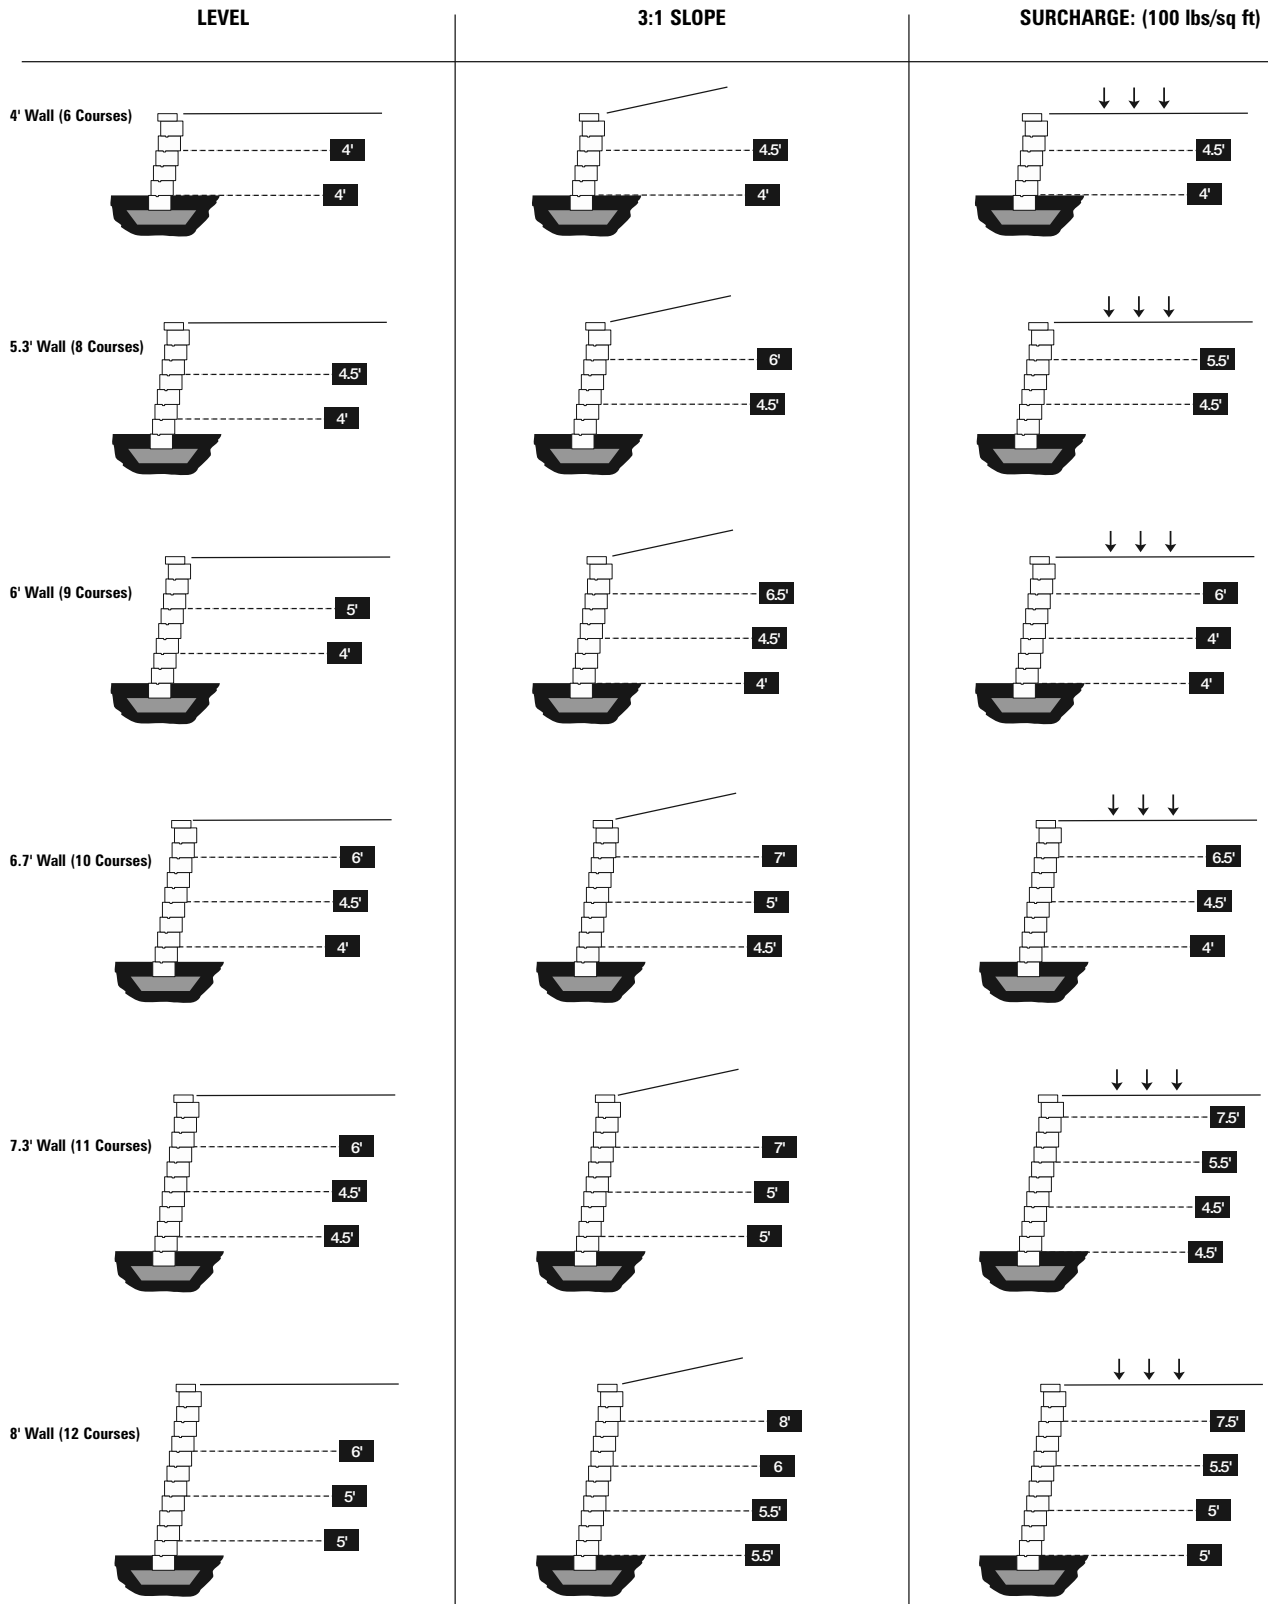 LEVEL 3:1 SLOPE SURCHARGE: (100 lbs/sq ft)
4' Wall (6 Courses)
4' 4.5' 4.5'
4' 4' 4'
5.3' Wall (8 Courses)
6' 5.5'
4.5'
4.5' 4.5'
4'
6' Wall (9 Courses)
6.5' 6'
5'
4.5' 4'
4'
4' 4'
6.7' Wall (10 Courses)
6' 7' 6.5'
4.5' 5' 4.5'
4' 4.5' 4'
7.5'
7.3' Wall (11 Courses)
6' 7'
5.5'
4.5' 5'
4.5'
4.5' 5'
4.5'
8' Wall (12 Courses)
8' 7.5'
6'
6 5.5'
5'
5.5' 5'
5'
5.5' 5'